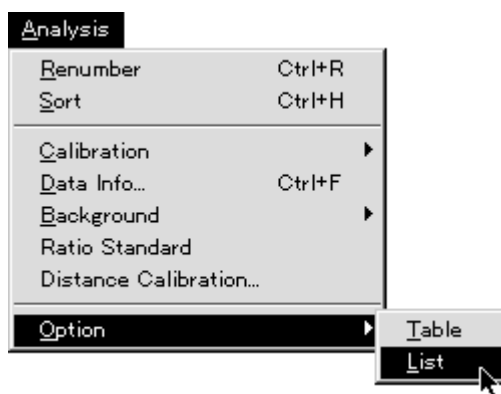 Analysis
Renumber Ctrl+R
Sort Ctrl+H
Calibration
Data Info... Ctrl+F
Background
Ratio Standard
Distance Calibration...
Option
Table
List